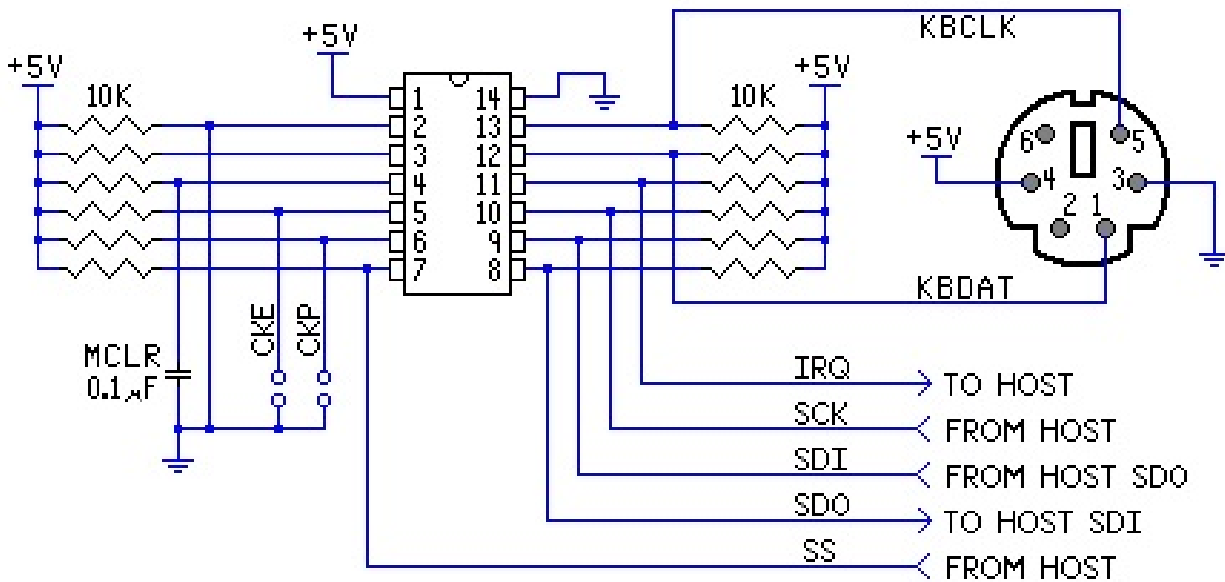 +5V
+5V
+5V
10K
10K
KBCLK
1
2
3
4
5
6
7
14
13
12
11
10
9
8
+5V
6
5
4
3
2
1
KBDAT
CKE
CKP
MCLR
0.1μF
IRQ
TO HOST
SCK
FROM HOST
SDI
FROM HOST SDO
SDO
TO HOST SDI
SS
FROM HOST